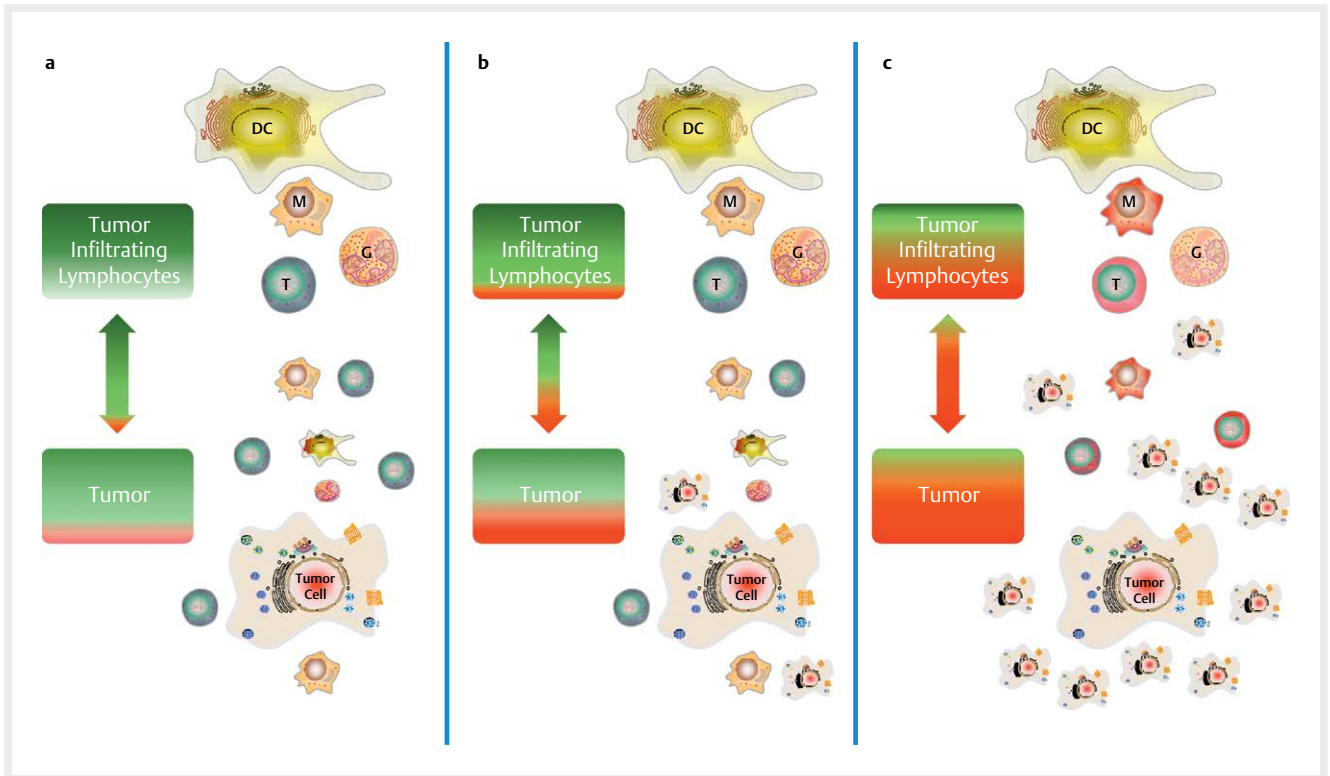 a
DC
M
Tumor
Infiltrating
Lymphocytes
G
T
Tumor
Tumor
Cell
b
DC
M
Tumor
Infiltrating
Lymphocytes
G
T
Tumor
Tumor
Cell
c
DC
M
Tumor
Infiltrating
Lymphocytes
G
T
Tumor
Tumor
Cell